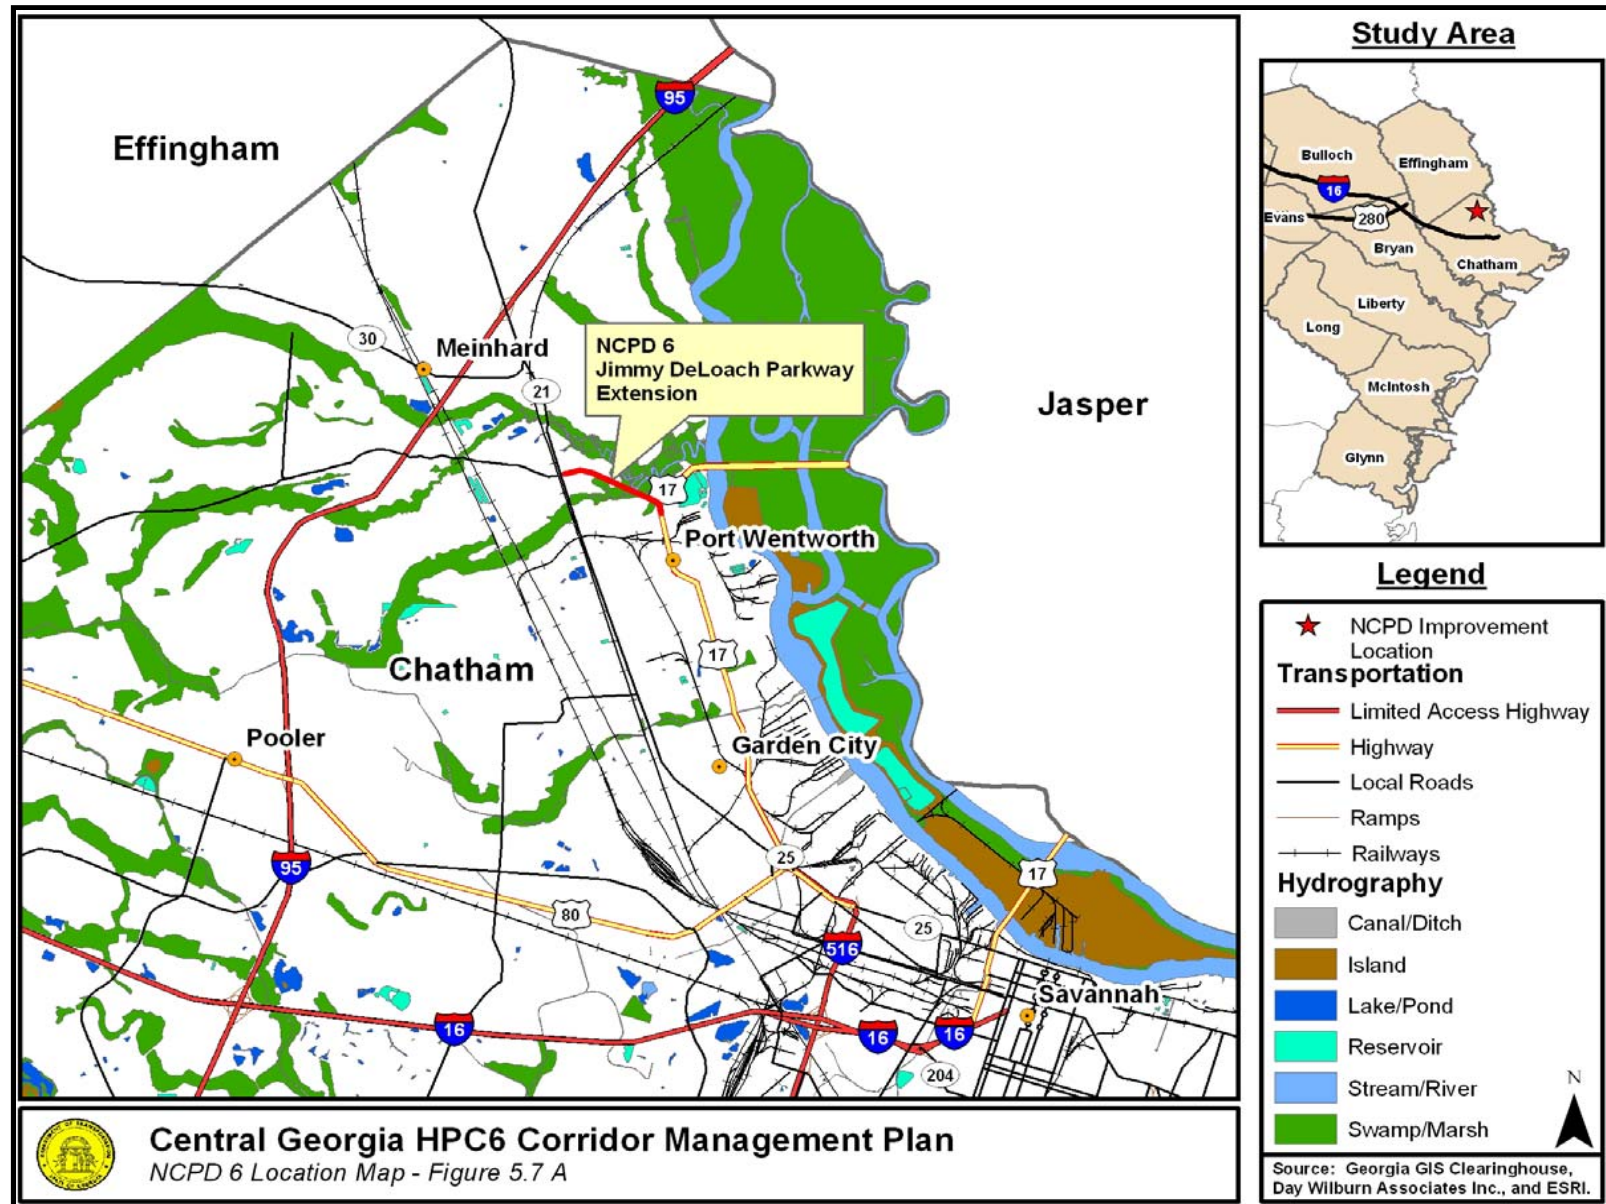 Effingham
95
30
Meinhard
21
NCPD 6
Jimmy DeLoach Parkway
Extension
Jasper
17
Port Wentworth
17
Chatham
Pooler
Garden City
95
25
17
80
25
516
Savannah
16
16
16
204
Study Area
Bulloch
Effingham
16
Evans
280
Bryan
Chatham
Liberty
Long
McIntosh
Glynn
Legend
NCPD Improvement
Location
Transportation
Limited Access Highway
Highway
Local Roads
Ramps
Railways
Hydrography
Canal/Ditch
Island
Lake/Pond
Reservoir
Stream/River
Swamp/Marsh
N
Source: Georgia GIS Clearinghouse,
Day Wilburn Associates Inc., and ESRI.
Central Georgia HPC6 Corridor Management Plan
NCPD 6 Location Map - Figure 5.7 A